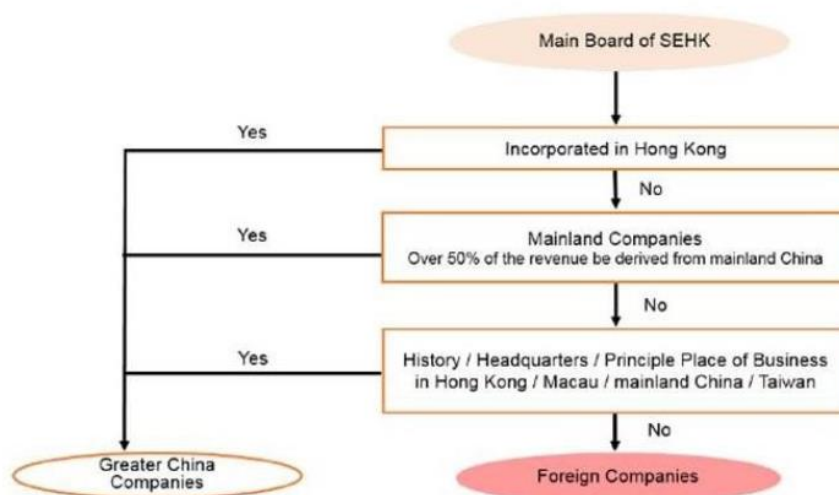 Main Board of SEHK
Yes
Incorporated in Hong Kong
No
Yes
Mainland Companies
Over 50% of the revenue be derived from mainland China
No
Yes
History / Headquarters / Principle Place of Business
in Hong Kong / Macau / mainland China / Taiwan
No
Greater China
Companies
Foreign Companies